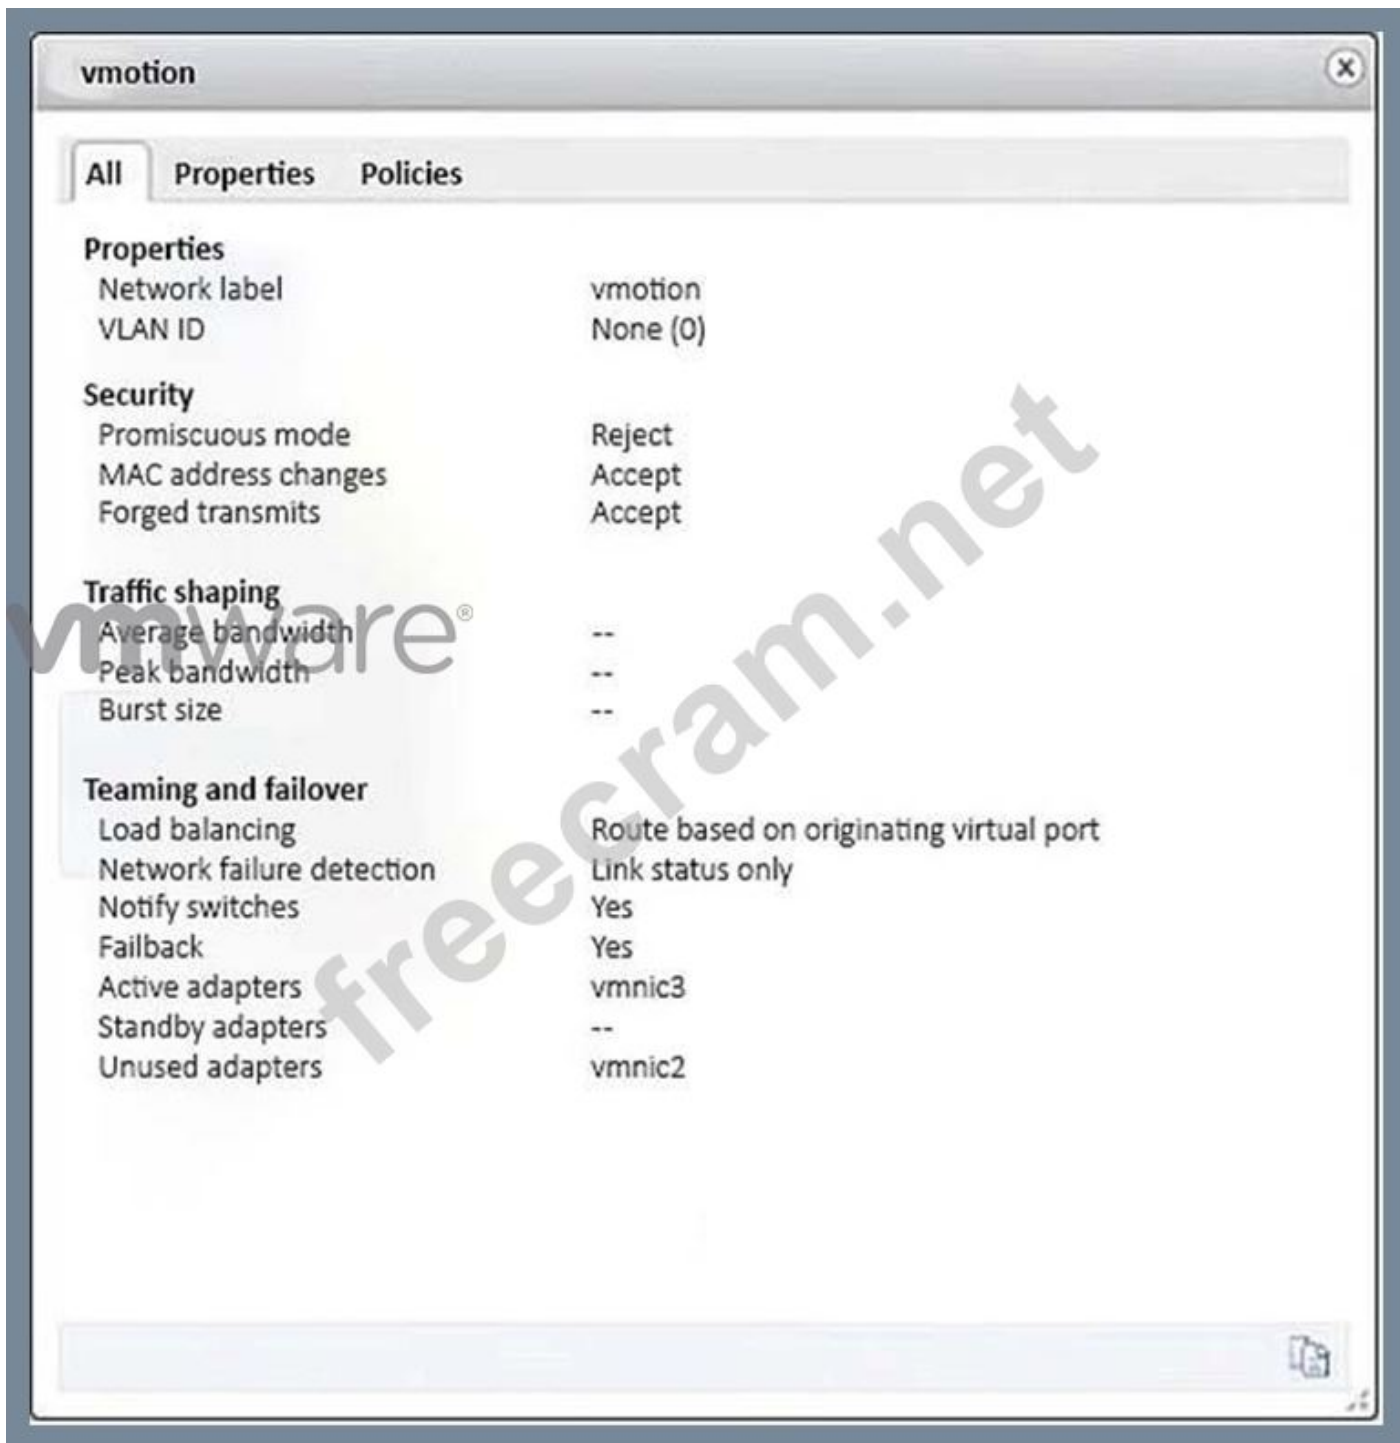 vmotion
All Properties Policies
Properties
Network label vmotion
VLAN ID None (0)
Security
Promiscuous mode Reject
MAC address changes Accept
Forged transmits Accept
Traffic shaping
vmware®
Average bandwidth --
Peak bandwidth --
Burst size --
Teaming and failover
Load balancing Route based on originating virtual port
Network failure detection Link status only
Notify switches Yes
Failback Yes
Active adapters vmnic3
Standby adapters --
Unused adapters vmnic2
freecram.net